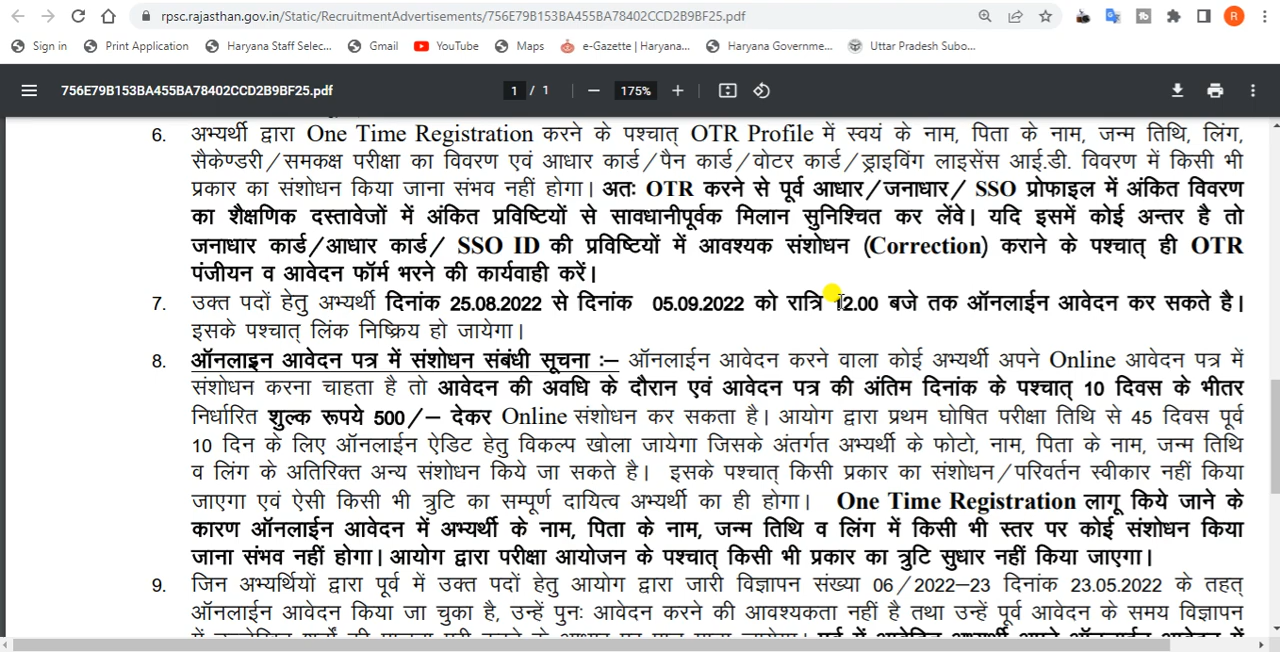 rpsc.rajasthan.gov.in/Static/RecruitmentAdvertisements/756E79B153BA455BA78402CCD2B9BF25.pdf
Sign in Print Application Haryana Staff Selec... Gmail YouTube Maps e-Gazette | Haryana... Haryana Governme... Uttar Pradesh Subo...
756E79B153BA455BA78402CCD2B9BF25.pdf 1 / 1 175%
6. अभ्यर्थी द्वारा One Time Registration करने के पश्चात् OTR Profile में स्वयं के नाम, पिता के नाम, जन्म तिथि, लिंग,
सैकेण्डरी/समकक्ष परीक्षा का विवरण एवं आधार कार्ड/पैन कार्ड/वोटर कार्ड/ड्राइविंग लाइसेंस आई.डी. विवरण में किसी भी
प्रकार का संशोधन किया जाना संभव नहीं होगा। अतः OTR करने से पूर्व आधार/जनाधार/ SSO प्रोफाइल में अंकित विवरण
का शैक्षणिक दस्तावेजों में अंकित प्रविष्टियों से सावधानीपूर्वक मिलान सुनिश्चित कर लेंवे। यदि इसमें कोई अन्तर है तो
जनाधार कार्ड/आधार कार्ड/ SSO ID की प्रविष्टियों में आवश्यक संशोधन (Correction) कराने के पश्चात् ही OTR
पंजीयन व आवेदन फॉर्म भरने की कार्यवाही करें।
7. उक्त पदों हेतु अभ्यर्थी दिनांक 25.08.2022 से दिनांक 05.09.2022 को रात्रि 12.00 बजे तक ऑनलाईन आवेदन कर सकते है।
इसके पश्चात् लिंक निष्क्रिय हो जायेगा।
8. ऑनलाइन आवेदन पत्र में संशोधन संबंधी सूचना :– ऑनलाईन आवेदन करने वाला कोई अभ्यर्थी अपने Online आवेदन पत्र में
संशोधन करना चाहता है तो आवेदन की अवधि के दौरान एवं आवेदन पत्र की अंतिम दिनांक के पश्चात् 10 दिवस के भीतर
निर्धारित शुल्क रूपये 500/– देकर Online संशोधन कर सकता है। आयोग द्वारा प्रथम घोषित परीक्षा तिथि से 45 दिवस पूर्व
10 दिन के लिए ऑनलाईन ऐडिट हेतु विकल्प खोला जायेगा जिसके अंतर्गत अभ्यर्थी के फोटो, नाम, पिता के नाम, जन्म तिथि
व लिंग के अतिरिक्त अन्य संशोधन किये जा सकते है। इसके पश्चात् किसी प्रकार का संशोधन/परिवर्तन स्वीकार नहीं किया
जाएगा एवं ऐसी किसी भी त्रुटि का सम्पूर्ण दायित्व अभ्यर्थी का ही होगा। One Time Registration लागू किये जाने के
कारण ऑनलाईन आवेदन में अभ्यर्थी के नाम, पिता के नाम, जन्म तिथि व लिंग में किसी भी स्तर पर कोई संशोधन किया
जाना संभव नहीं होगा। आयोग द्वारा परीक्षा आयोजन के पश्चात् किसी भी प्रकार का त्रुटि सुधार नहीं किया जाएगा।
9. जिन अभ्यर्थियों द्वारा पूर्व में उक्त पदों हेतु आयोग द्वारा जारी विज्ञापन संख्या 06/2022–23 दिनांक 23.05.2022 के तहत्
ऑनलाईन आवेदन किया जा चुका है, उन्हें पुनः आवेदन करने की आवश्यकता नहीं है तथा उन्हें पूर्व आवेदन के समय विज्ञापन